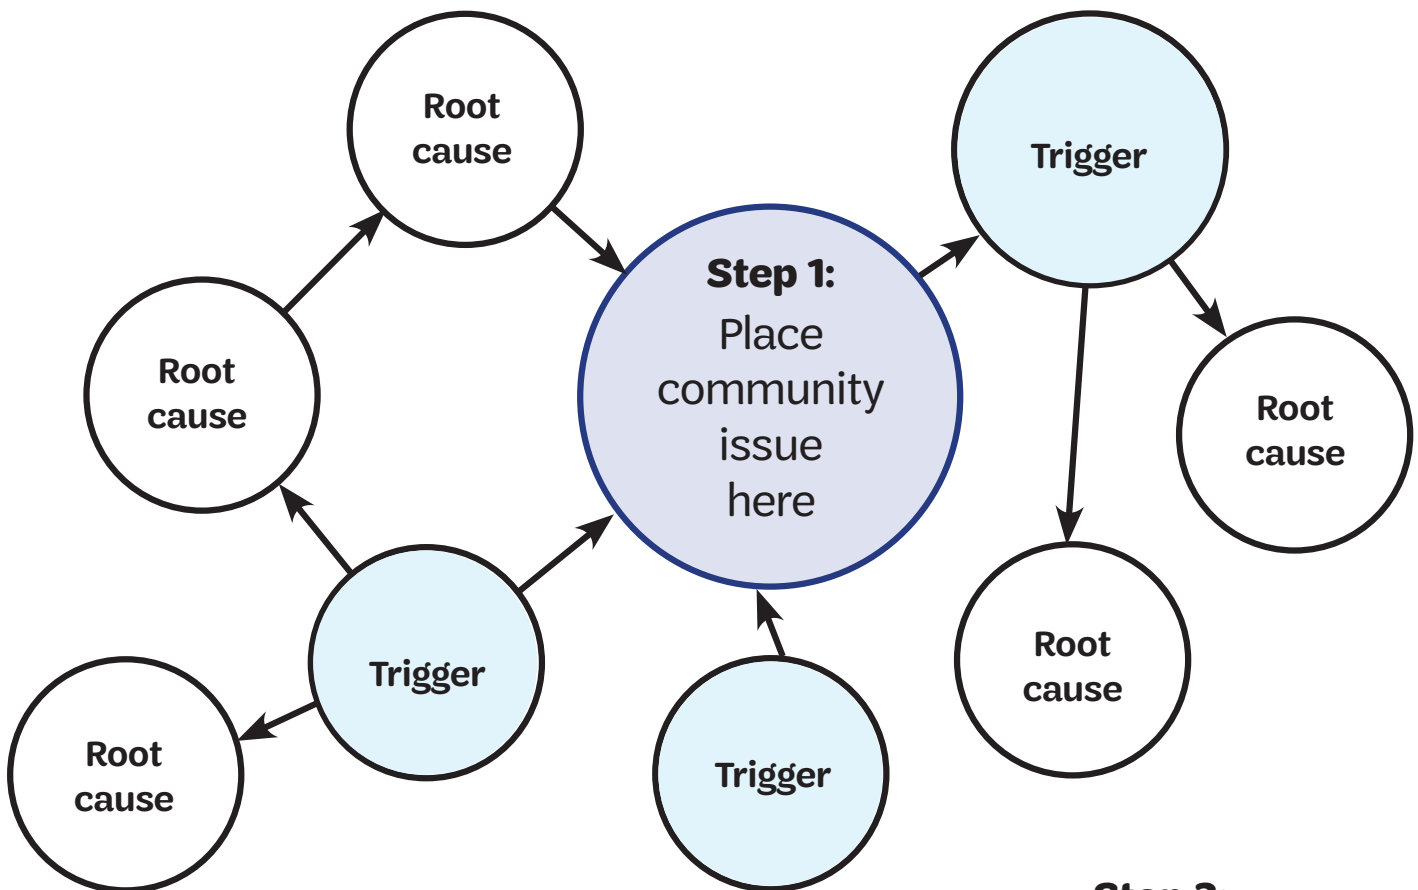 Root
cause
Trigger
Step 1:
Place
community
issue
here
Root
cause
Root
cause
Root
cause
Trigger
Root
cause
Trigger